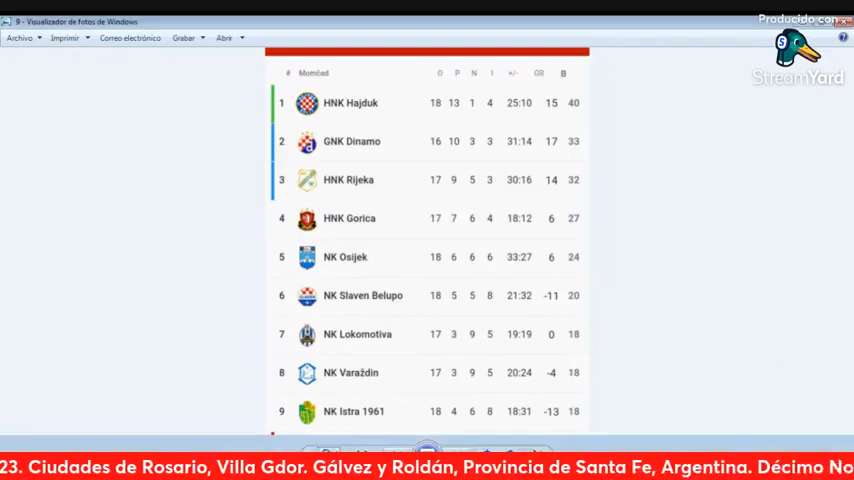 9 - Visualizador de fotos de Windows
Producido con
Archivo Imprimir Correo electrónico Grabar Abrir
StreamYard
# Momčad O P N I +/- GR B
1 HNK Hajduk 18 13 1 4 25:10 15 40
2 GNK Dinamo 16 10 3 3 31:14 17 33
3 HNK Rijeka 17 9 5 3 30:16 14 32
4 HNK Gorica 17 7 6 4 18:12 6 27
5 NK Osijek 18 6 6 6 33:27 6 24
6 NK Slaven Belupo 18 5 5 8 21:32 -11 20
7 NK Lokomotiva 17 3 9 5 19:19 0 18
8 NK Varaždin 17 3 9 5 20:24 -4 18
9 NK Istra 1961 18 4 6 8 18:31 -13 18
23. Ciudades de Rosario, Villa Gdor. Gálvez y Roldán, Provincia de Santa Fe, Argentina. Décimo No